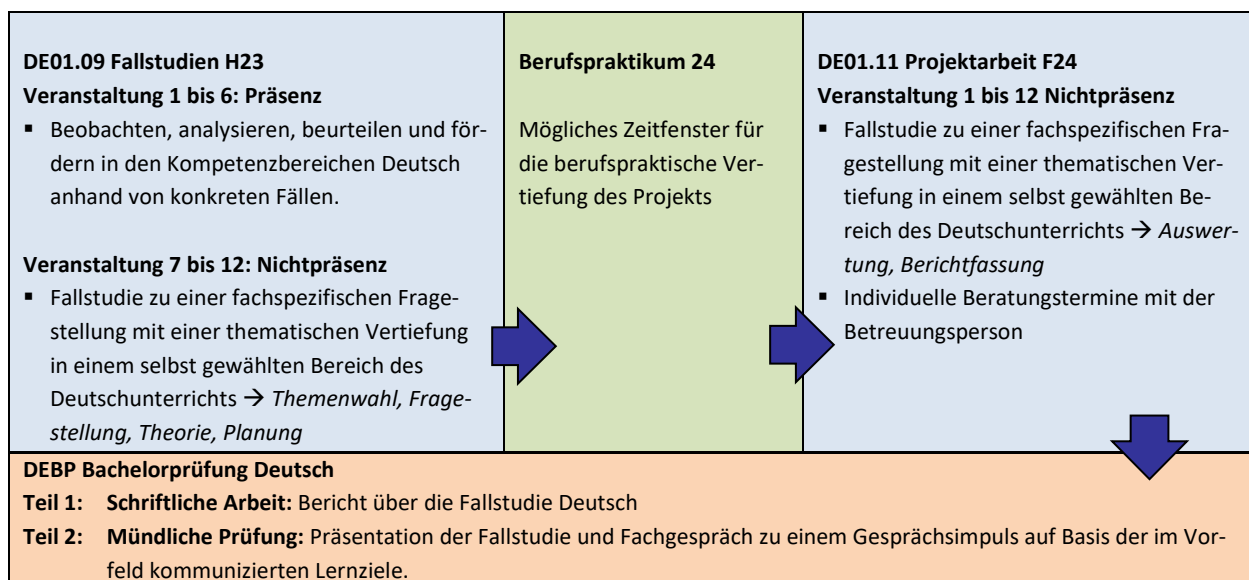 DE01.09 Fallstudien H23
Veranstaltung 1 bis 6: Präsenz
▪ Beobachten, analysieren, beurteilen und för-
dern in den Kompetenzbereichen Deutsch
anhand von konkreten Fällen.
Veranstaltung 7 bis 12: Nichtpräsenz
▪ Fallstudie zu einer fachspezifischen Frage-
stellung mit einer thematischen Vertiefung
in einem selbst gewählten Bereich des
Deutschunterrichts → Themenwahl, Frage-
stellung, Theorie, Planung
Berufspraktikum 24
Mögliches Zeitfenster für
die berufspraktische Ver-
tiefung des Projekts
DE01.11 Projektarbeit F24
Veranstaltung 1 bis 12 Nichtpräsenz
▪ Fallstudie zu einer fachspezifischen Fra-
gestellung mit einer thematischen Ver-
tiefung in einem selbst gewählten Be-
reich des Deutschunterrichts → Auswer-
tung, Berichtfassung
▪ Individuelle Beratungstermine mit der
Betreuungsperson
DEBP Bachelorprüfung Deutsch
Teil 1: Schriftliche Arbeit: Bericht über die Fallstudie Deutsch
Teil 2: Mündliche Prüfung: Präsentation der Fallstudie und Fachgespräch zu einem Gesprächsimpuls auf Basis der im Vor-
feld kommunizierten Lernziele.